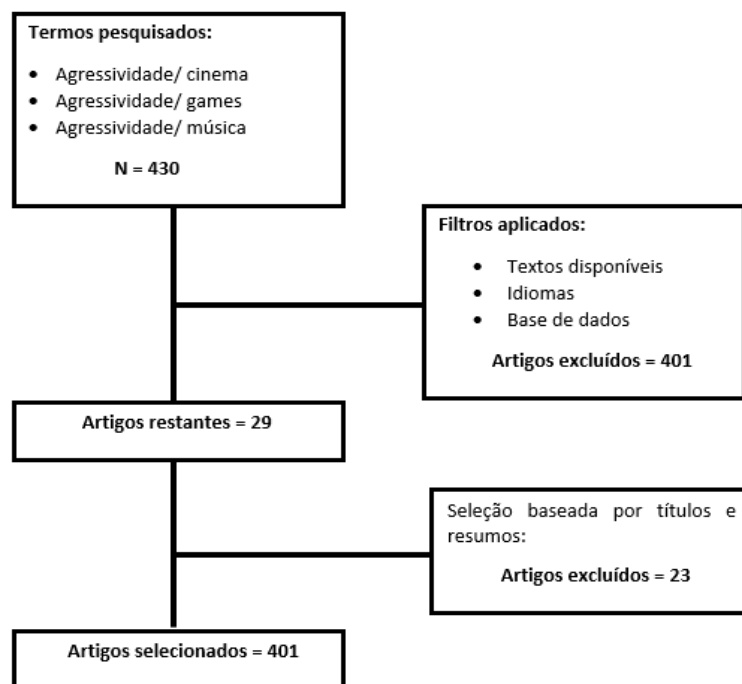 Termos pesquisados:
• Agressividade/ cinema
• Agressividade/ games
• Agressividade/ música
N = 430
Filtros aplicados:
• Textos disponíveis
• Idiomas
• Base de dados
Artigos excluídos = 401
Artigos restantes = 29
Seleção baseada por títulos e
resumos:
Artigos excluídos = 23
Artigos selecionados = 401